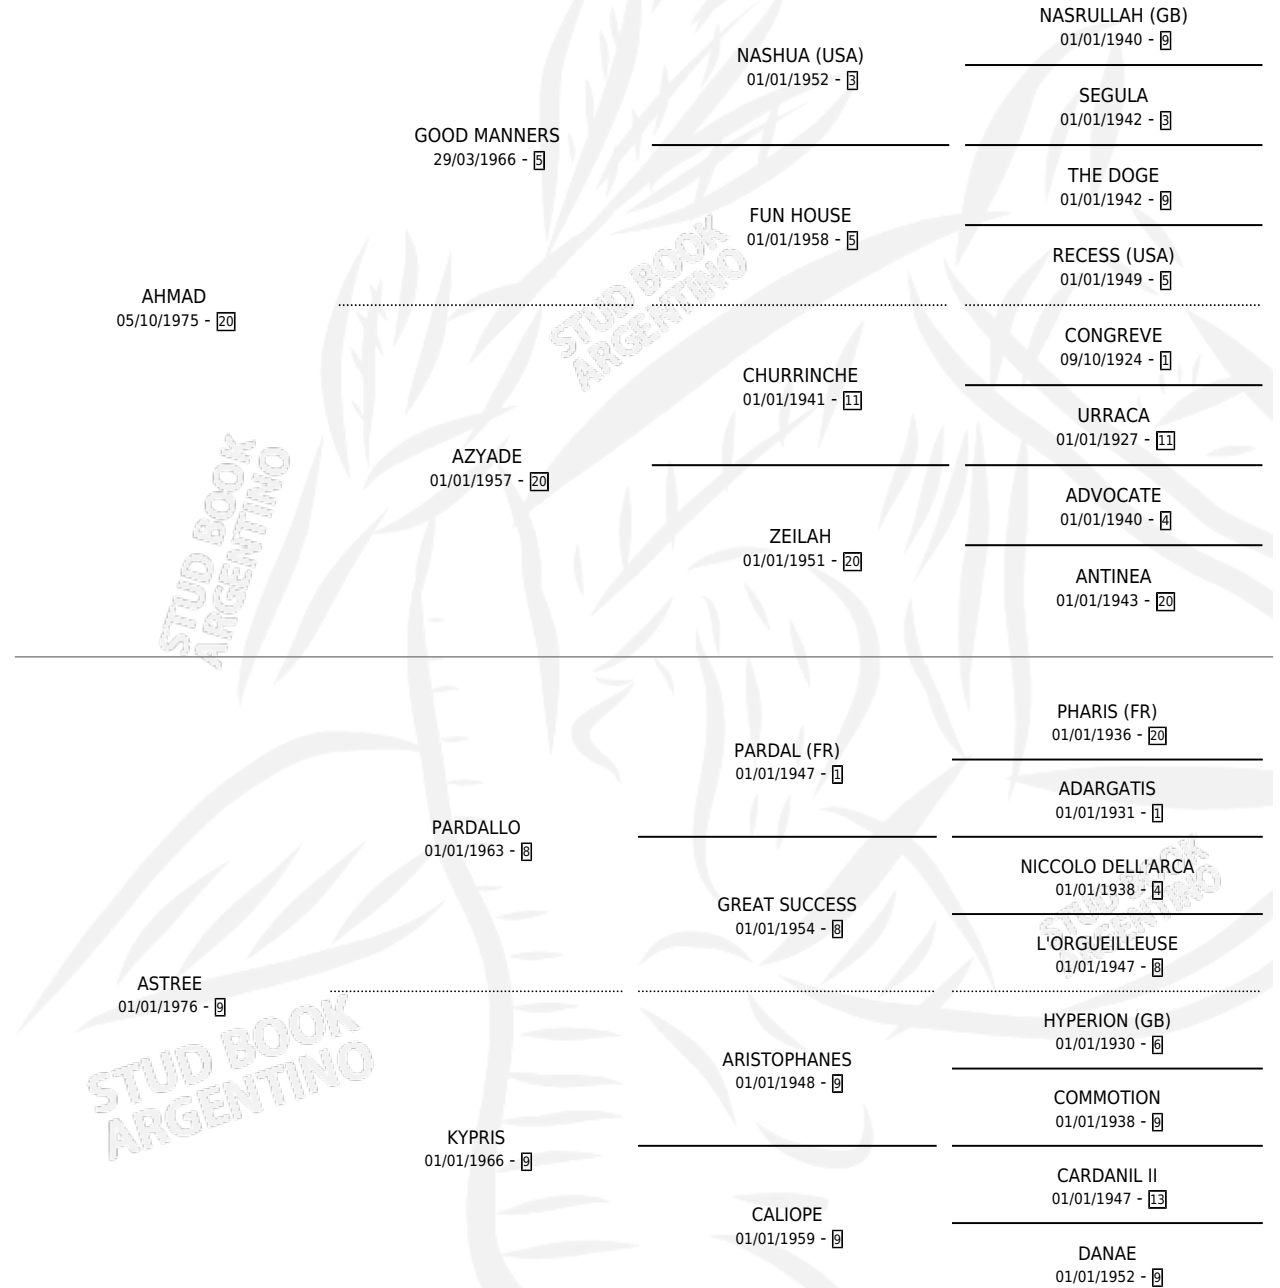 NASRULLAH (GB)
01/01/1940 - 9
NASHUA (USA)
01/01/1952 - 3
SEGULA
01/01/1942 - 3
GOOD MANNERS
29/03/1966 - 5
THE DOGE
01/01/1942 - 9
FUN HOUSE
01/01/1958 - 5
RECESS (USA)
01/01/1949 - 5
AHMAD
05/10/1975 - 20
CONGREVE
09/10/1924 - 1
CHURRINCHE
01/01/1941 - 11
URRACA
01/01/1927 - 11
AZYADE
01/01/1957 - 20
ADVOCATE
01/01/1940 - 4
ZEILAH
01/01/1951 - 20
ANTINEA
01/01/1943 - 20
STUD BOOK
ARGENTINO
STUD BOOK
ARGENTINO
PHARIS (FR)
01/01/1936 - 20
PARDAL (FR)
01/01/1947 - 1
ADARGATIS
01/01/1931 - 1
PARDALLO
01/01/1963 - 8
NICCOLO DELL'ARCA
01/01/1938 - 4
GREAT SUCCESS
01/01/1954 - 8
L'ORGUEILLEUSE
01/01/1947 - 8
ASTREE
01/01/1976 - 9
HYPERION (GB)
01/01/1930 - 6
ARISTOPHANES
01/01/1948 - 9
COMMOTION
01/01/1938 - 9
KYPRIS
01/01/1966 - 9
CARDANIL II
01/01/1947 - 13
CALIOPE
01/01/1959 - 9
DANAE
01/01/1952 - 9
STUD BOOK
ARGENTINO
STUD BOOK
ARGENTINO